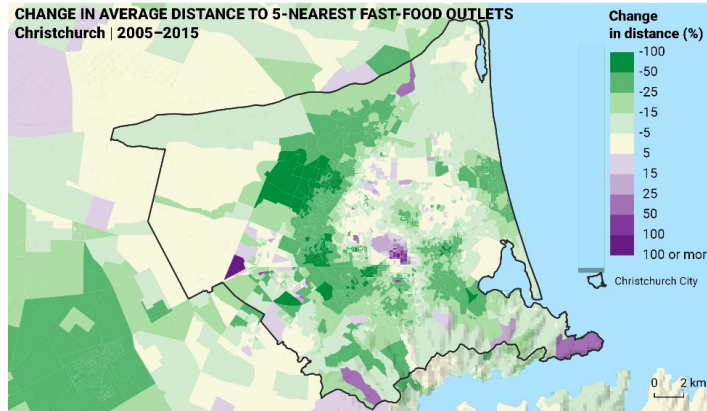 CHANGE IN AVERAGE DISTANCE TO 5-NEAREST FAST-FOOD OUTLETS
Christchurch | 2005–2015
Change
in distance (%)
-100
-50
-25
-15
-5
5
15
25
50
100
100 or mor
Christchurch City
0 2 km